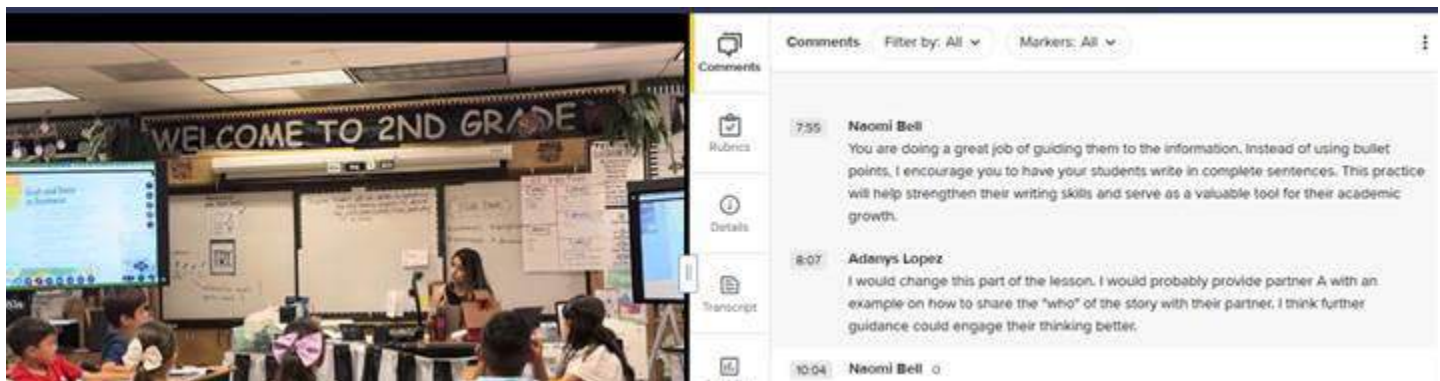 WELCOME TO 2ND GRADE
Comments
Rubrics
Details
Transcript
Comments
Filter by: All
Markers: All
7:55
Naomi Bell
You are doing a great job of guiding them to the information. Instead of using bullet
points, I encourage you to have your students write in complete sentences. This practice
will help strengthen their writing skills and serve as a valuable tool for their academic
growth.
8:07
Adanys Lopez
I would change this part of the lesson. I would probably provide partner A with an
example on how to share the "who" of the story with their partner. I think further
guidance could engage their thinking better.
10:04
Naomi Bell